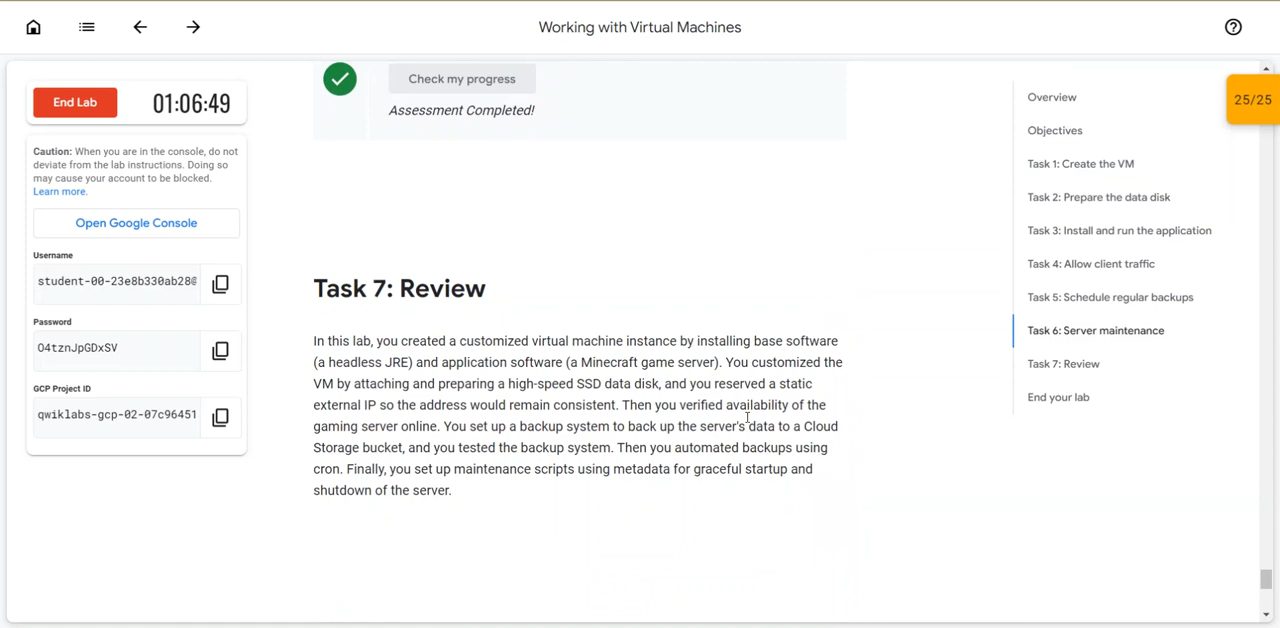 Working with Virtual Machines
End Lab
01:06:49
Caution: When you are in the console, do not
deviate from the lab instructions. Doing so
may cause your account to be blocked.
Learn more.
Open Google Console
Username
student-00-23e8b330ab28@
Password
04tznJpGDxSV
GCP Project ID
qwiklabs-gcp-02-07c96451
Check my progress
Assessment Completed!
Task 7: Review
In this lab, you created a customized virtual machine instance by installing base software
(a headless JRE) and application software (a Minecraft game server). You customized the
VM by attaching and preparing a high-speed SSD data disk, and you reserved a static
external IP so the address would remain consistent. Then you verified availability of the
gaming server online. You set up a backup system to back up the server's data to a Cloud
Storage bucket, and you tested the backup system. Then you automated backups using
cron. Finally, you set up maintenance scripts using metadata for graceful startup and
shutdown of the server.
Overview
Objectives
Task 1: Create the VM
Task 2: Prepare the data disk
Task 3: Install and run the application
Task 4: Allow client traffic
Task 5: Schedule regular backups
Task 6: Server maintenance
Task 7: Review
End your lab
25/25